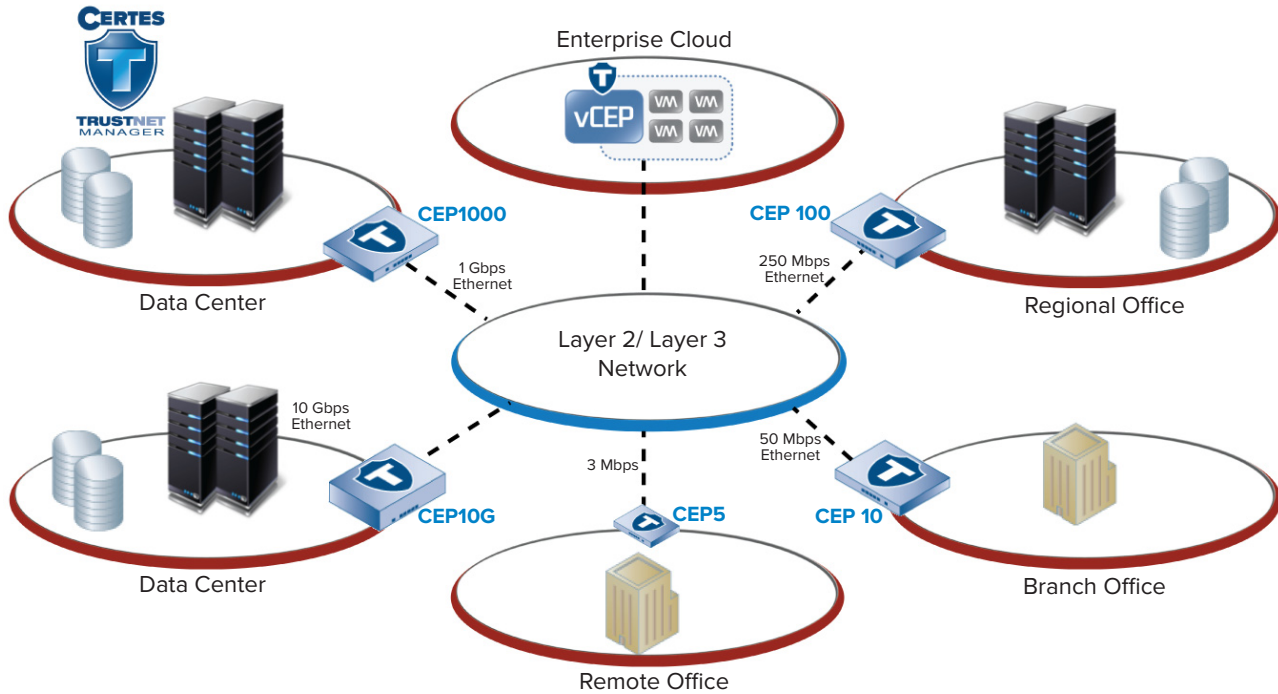 CERTES
T
TRUSTNET
MANAGER
Enterprise Cloud
T
vCEP
VM
VM
VM
VM
CEP1000
T
1 Gbps
Ethernet
Data Center
CEP 100
T
250 Mbps
Ethernet
Regional Office
Layer 2/ Layer 3
Network
10 Gbps
Ethernet
T
CEP10G
Data Center
3 Mbps
T
CEP5
Remote Office
50 Mbps
Ethernet
T
CEP 10
Branch Office